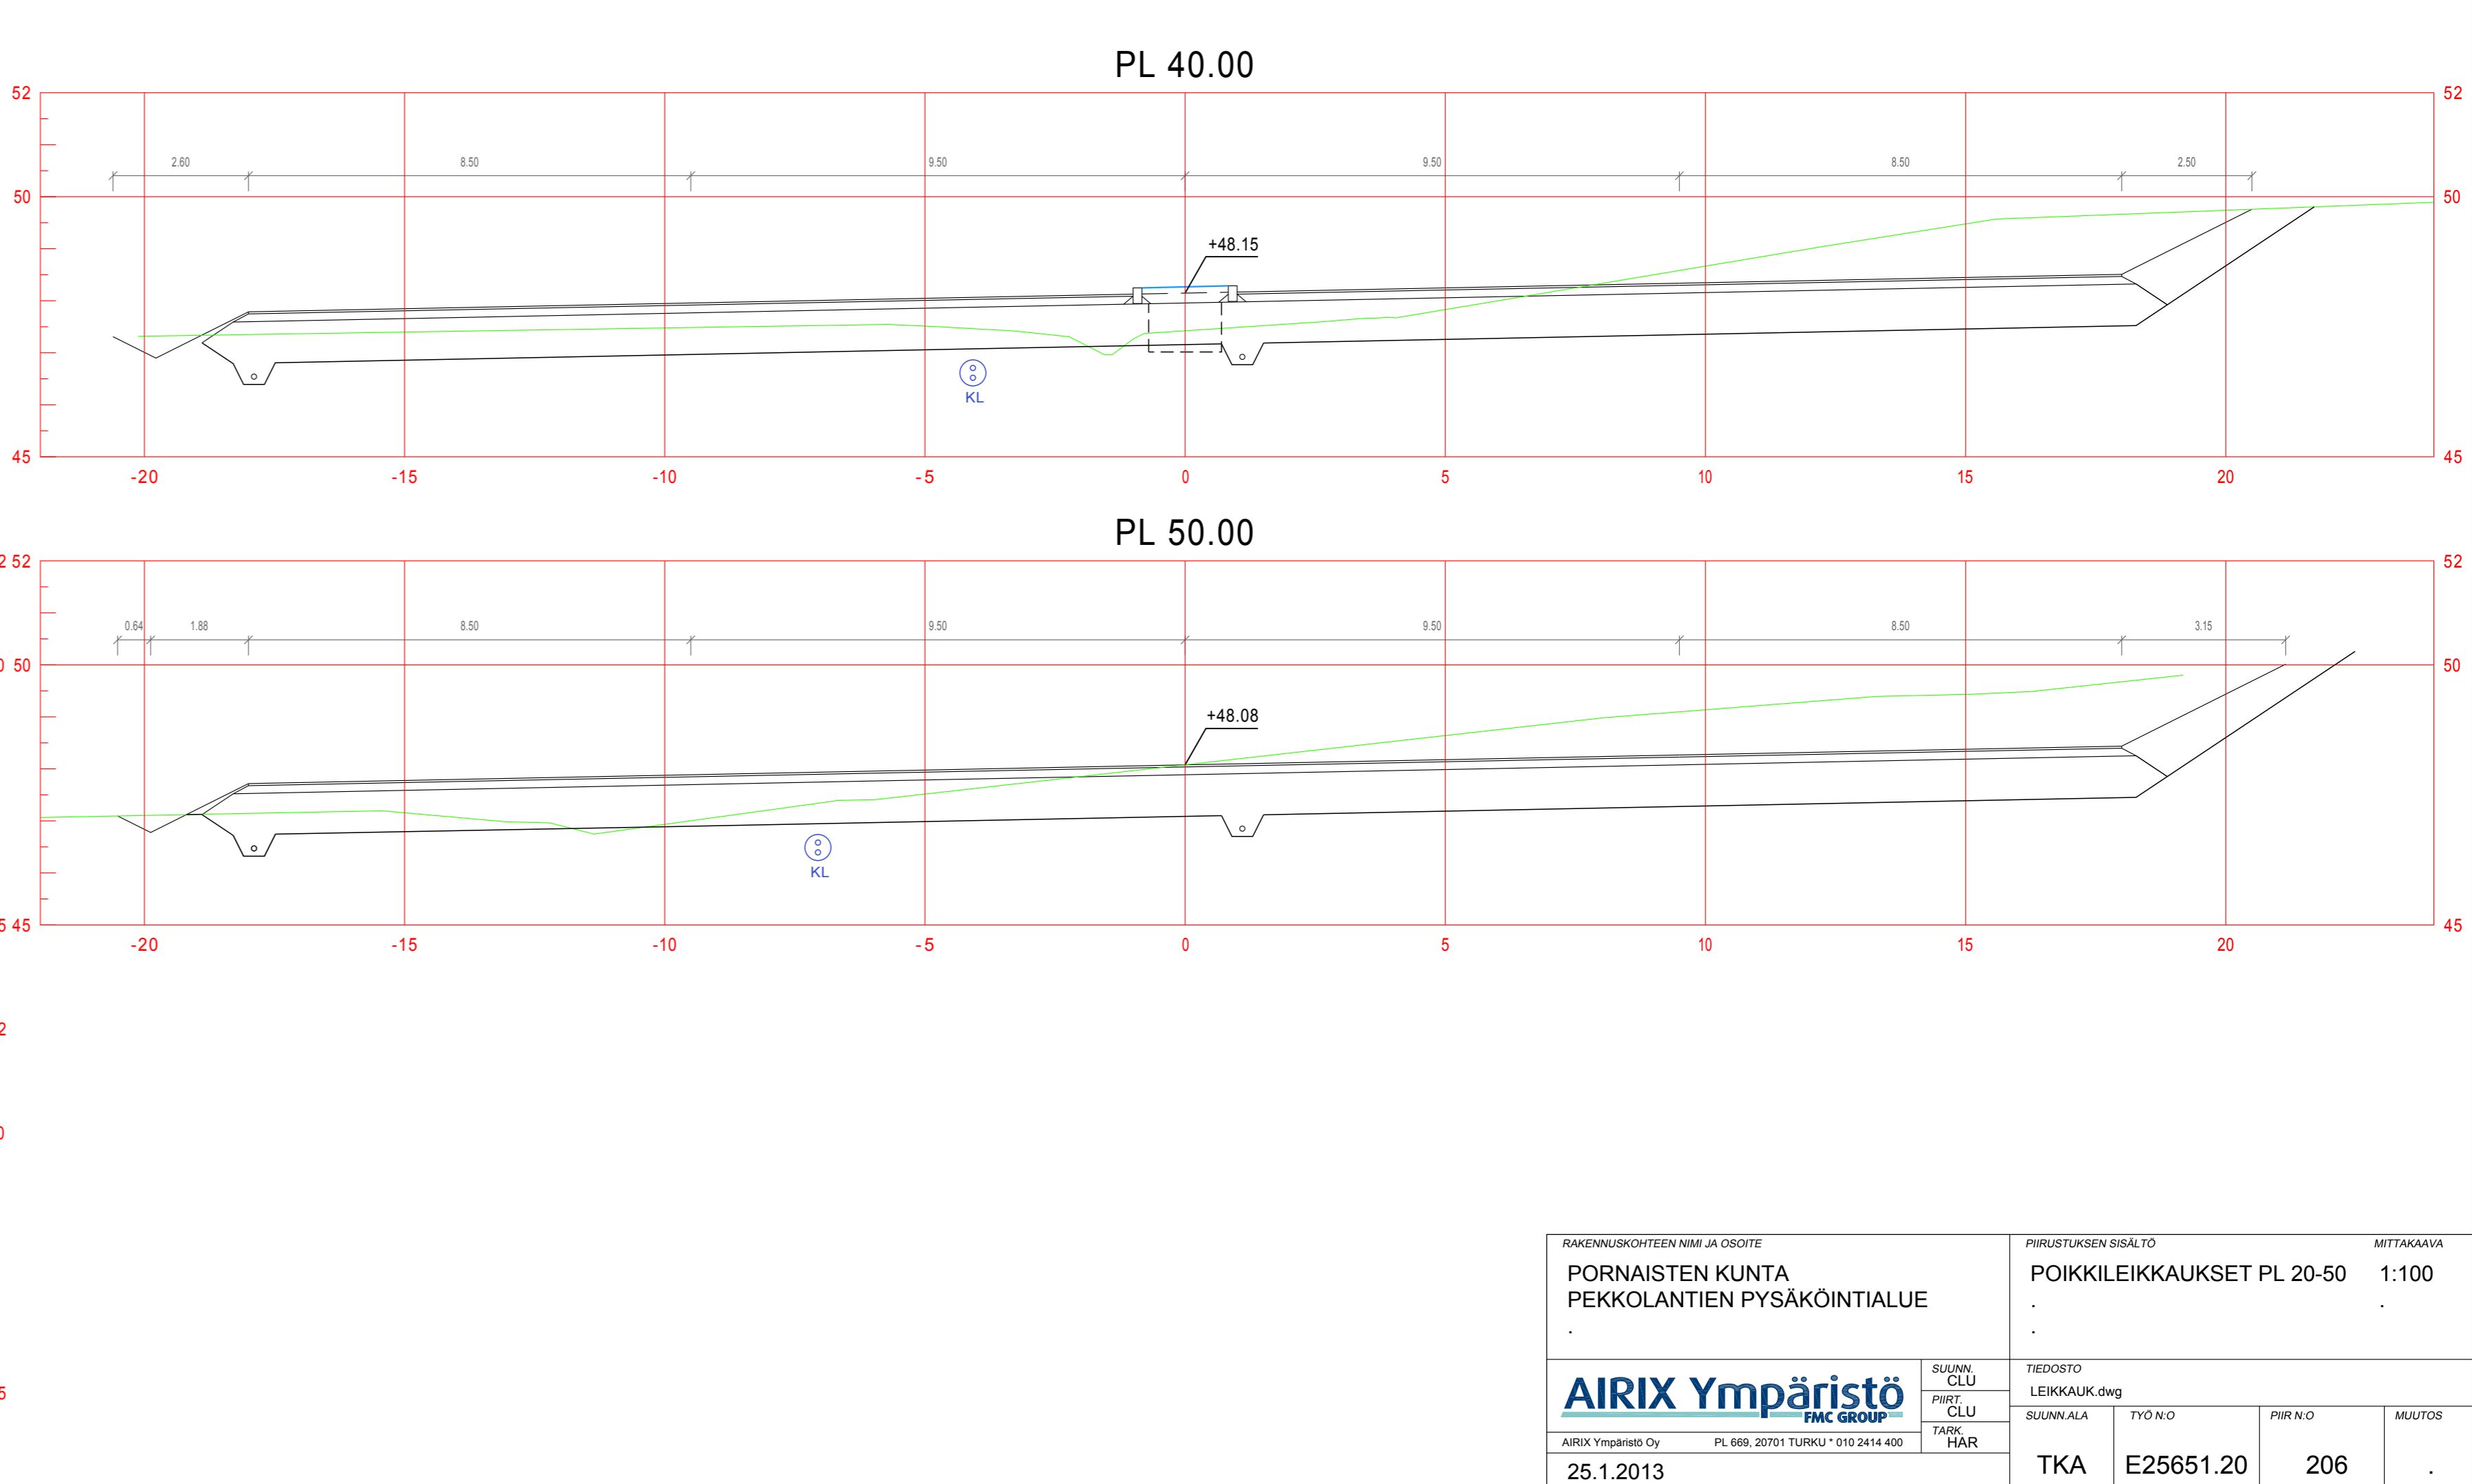 PL 40.00
52 52
2.60 8.50 9.50 9.50 8.50 2.50
50 50
+48.15
KL
45 45
-20 -15 -10 -5 0 5 10 15 20
PL 50.00
2 52 52
0.64 1.88 8.50 9.50 9.50 8.50 3.15
0 50 50
+48.08
KL
5 45 45
-20 -15 -10 -5 0 5 10 15 20
2
0
5
RAKENNUSKOHTEEN NIMI JA OSOITE
PORNAISTEN KUNTA
PEKKOLANTIEN PYSÄKÖINTIALUE
.
PIIRUSTUKSEN SISÄLTÖ MITTAKAAVA
POIKKILEIKKAUKSET PL 20-50 1:100
. .
.
AIRIX Ympäristö
FMC GROUP
AIRIX Ympäristö Oy PL 669, 20701 TURKU * 010 2414 400
25.1.2013
SUUNN.
CLU
PIIRT.
CLU
TARK.
HAR
TIEDOSTO
LEIKKAUK.dwg
SUUNN.ALA TYÖ N:O PIIR N:O MUUTOS
TKA E25651.20 206 .